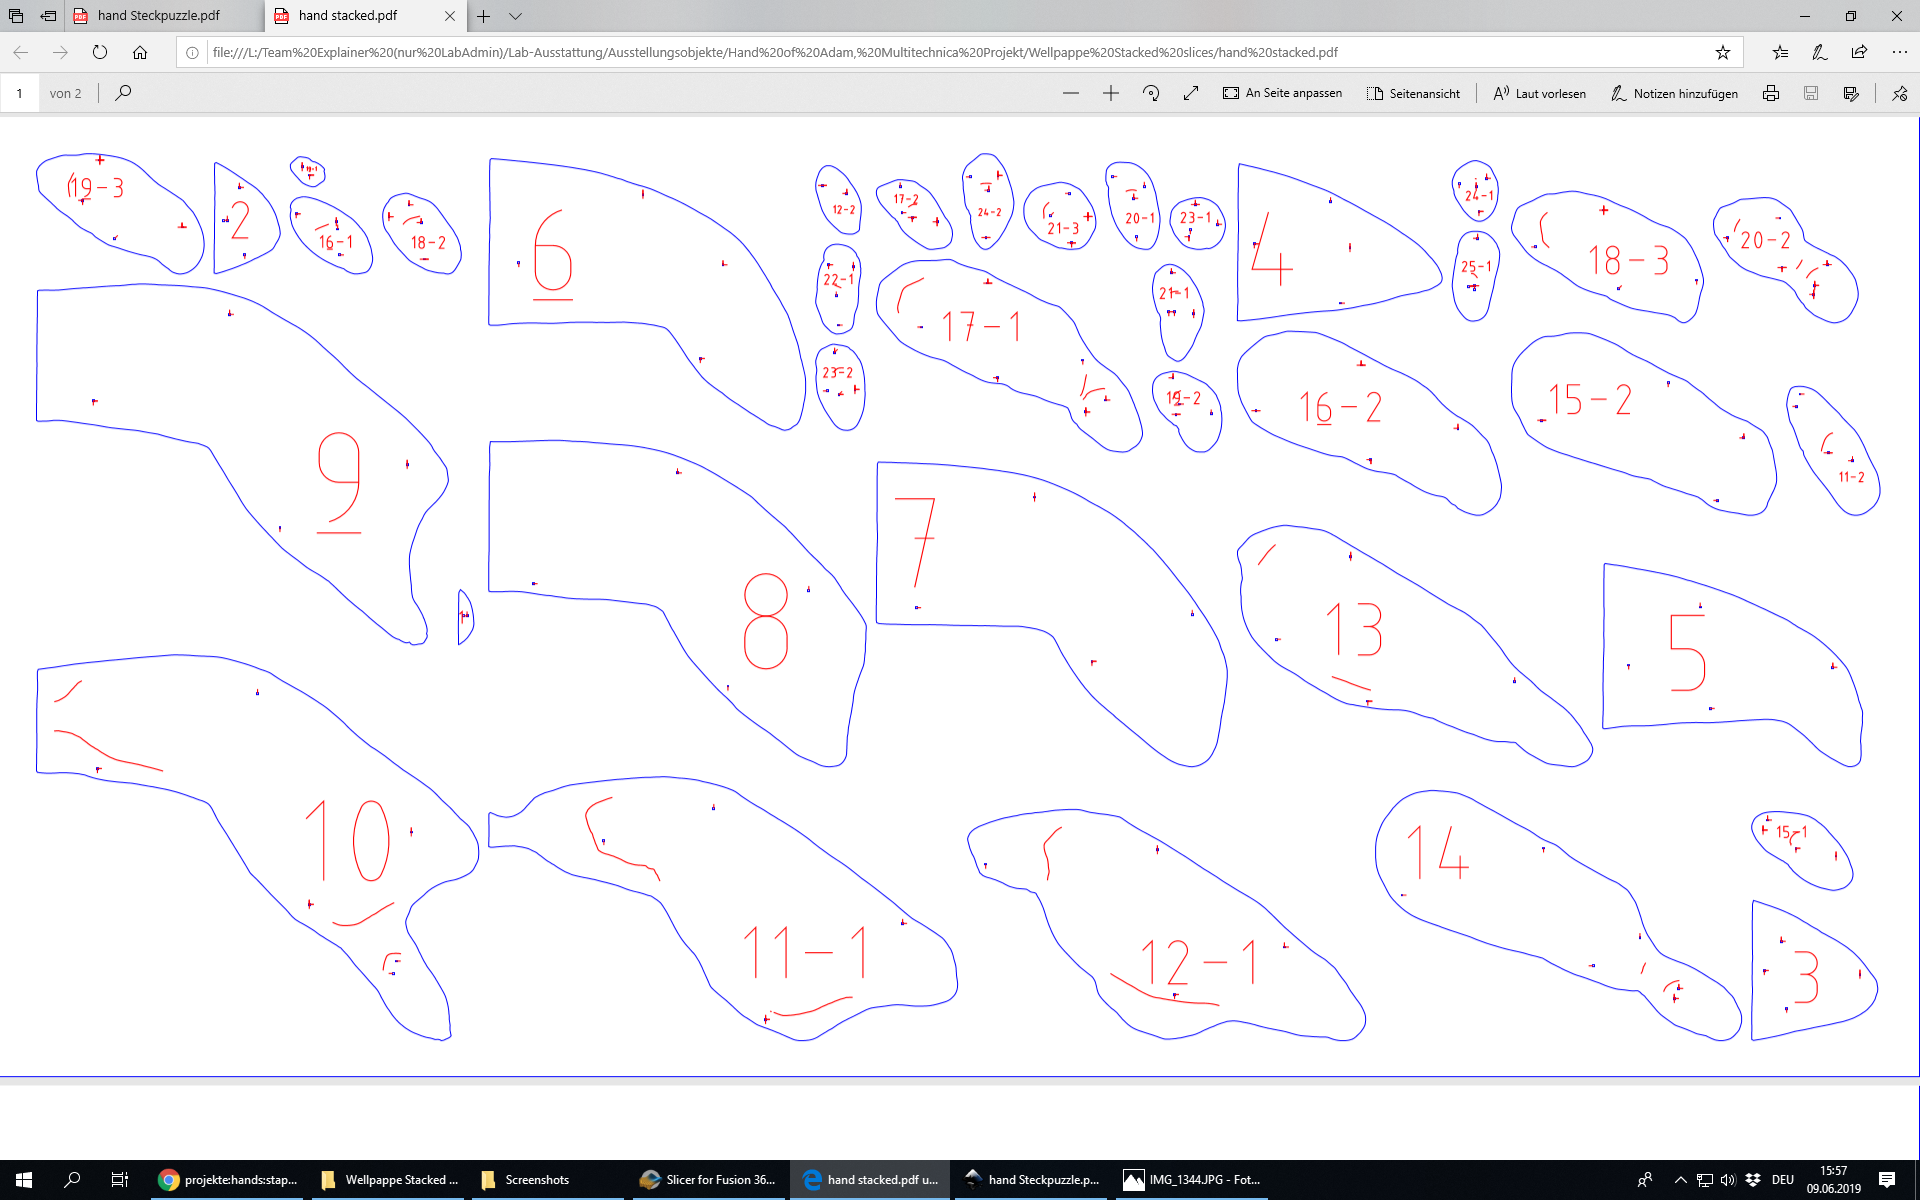 hand Steckpuzzle.pdf
hand stacked.pdf
file:///L:/Team%20Explainer%20(nur%20LabAdmin)/Lab-Ausstattung/Ausstellungsobjekte/Hand%20of%20Adam,%20Multitechnica%20Projekt/Wellpappe%20Stacked%20slices/hand%20stacked.pdf
1 von 2
An Seite anpassen
Seitenansicht
Laut vorlesen
Notizen hinzufügen
19-3
2
16-1
18-2
6
12-2
17-2
24-2
21-3
20-1
23-1
4
24-1
18-3
20-2
22-1
17-1
21-1
25-1
23-2
19-2
16-2
15-2
11-2
9
8
7
13
5
1
10
11-1
12-1
14
15-1
3
projekte:hands:stap...
Wellpappe Stacked ...
Screenshots
Slicer for Fusion 36...
hand stacked.pdf u...
hand Steckpuzzle.p...
IMG_1344.JPG - Fot...
DEU
15:57
09.06.2019